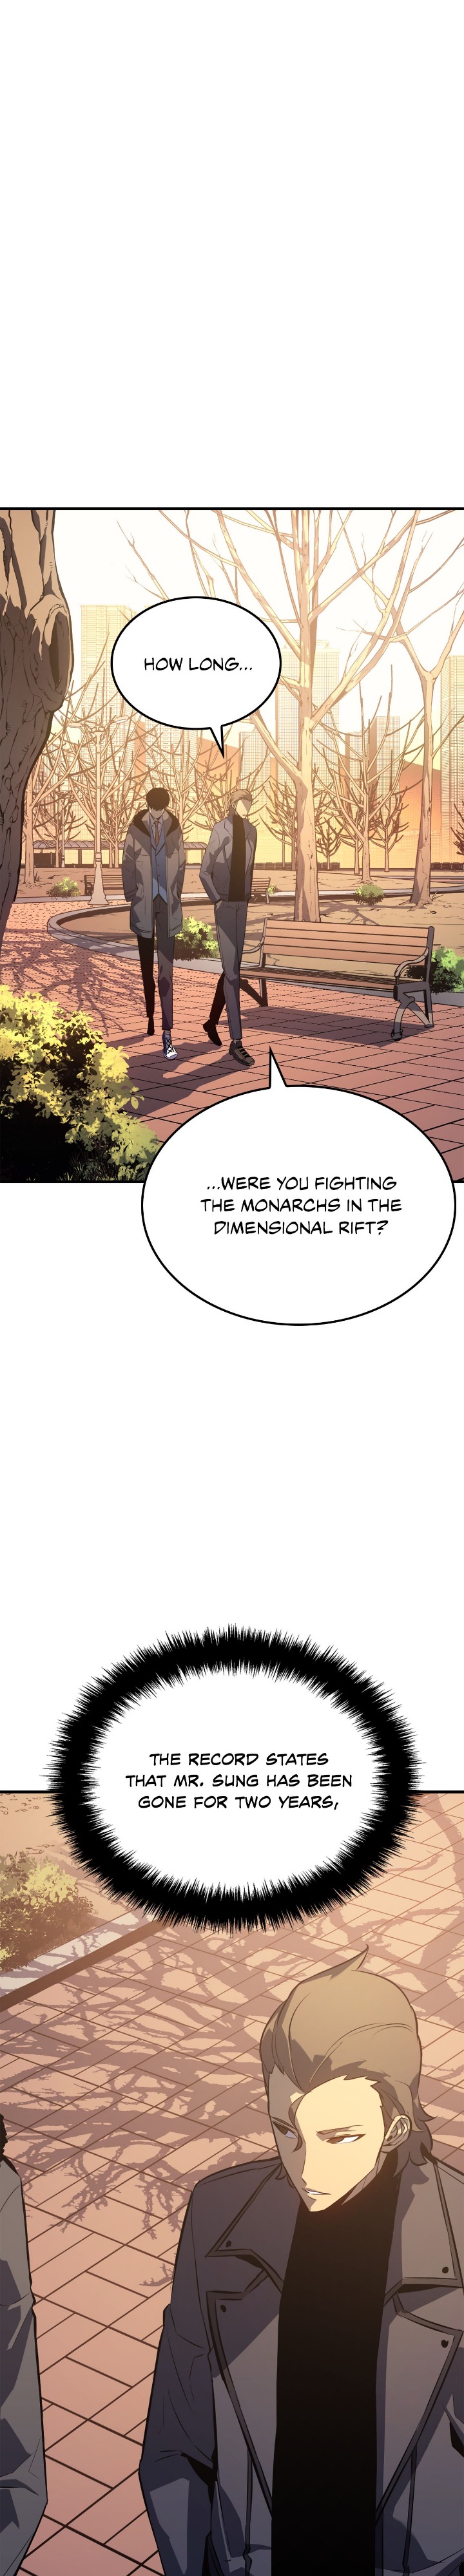 HOW LONG...
...WERE YOU FIGHTING
THE MONARCHS IN THE
DIMENSIONAL RIFT?
THE RECORD STATES
THAT MR. SUNG HAS BEEN
GONE FOR TWO YEARS;